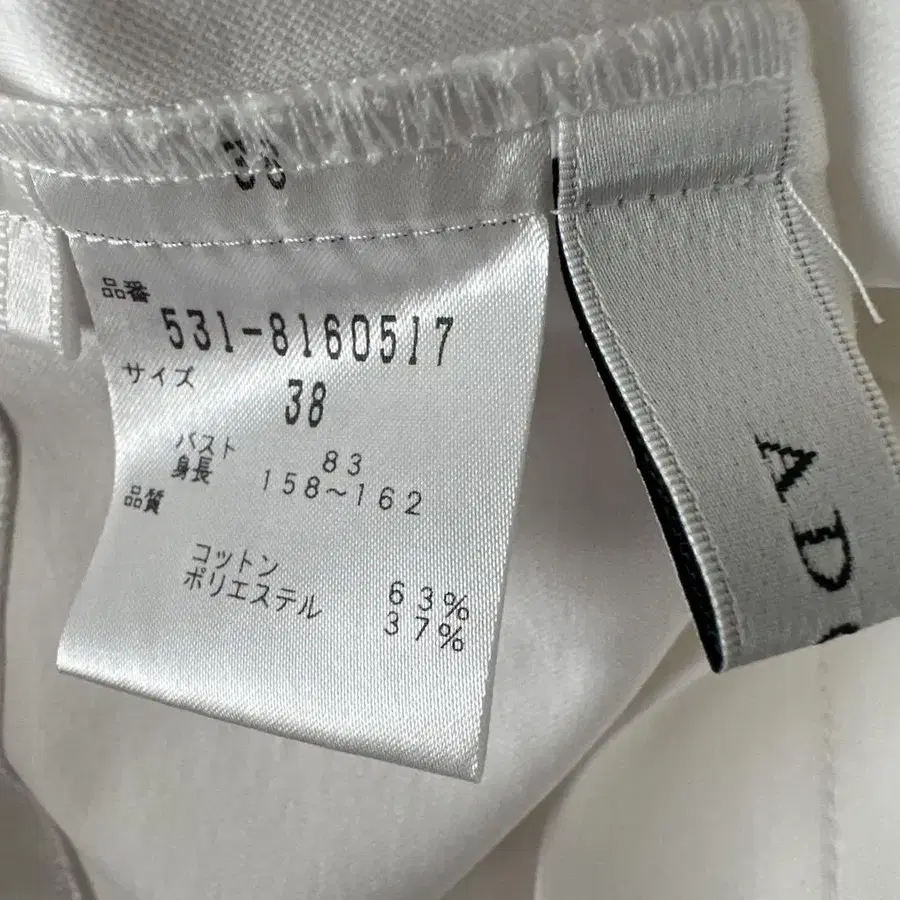 38
品番
531-8160517
サイズ
38
バスト 83
身長 158～162
品質
コットン 63%
ポリエステル 37%
AD